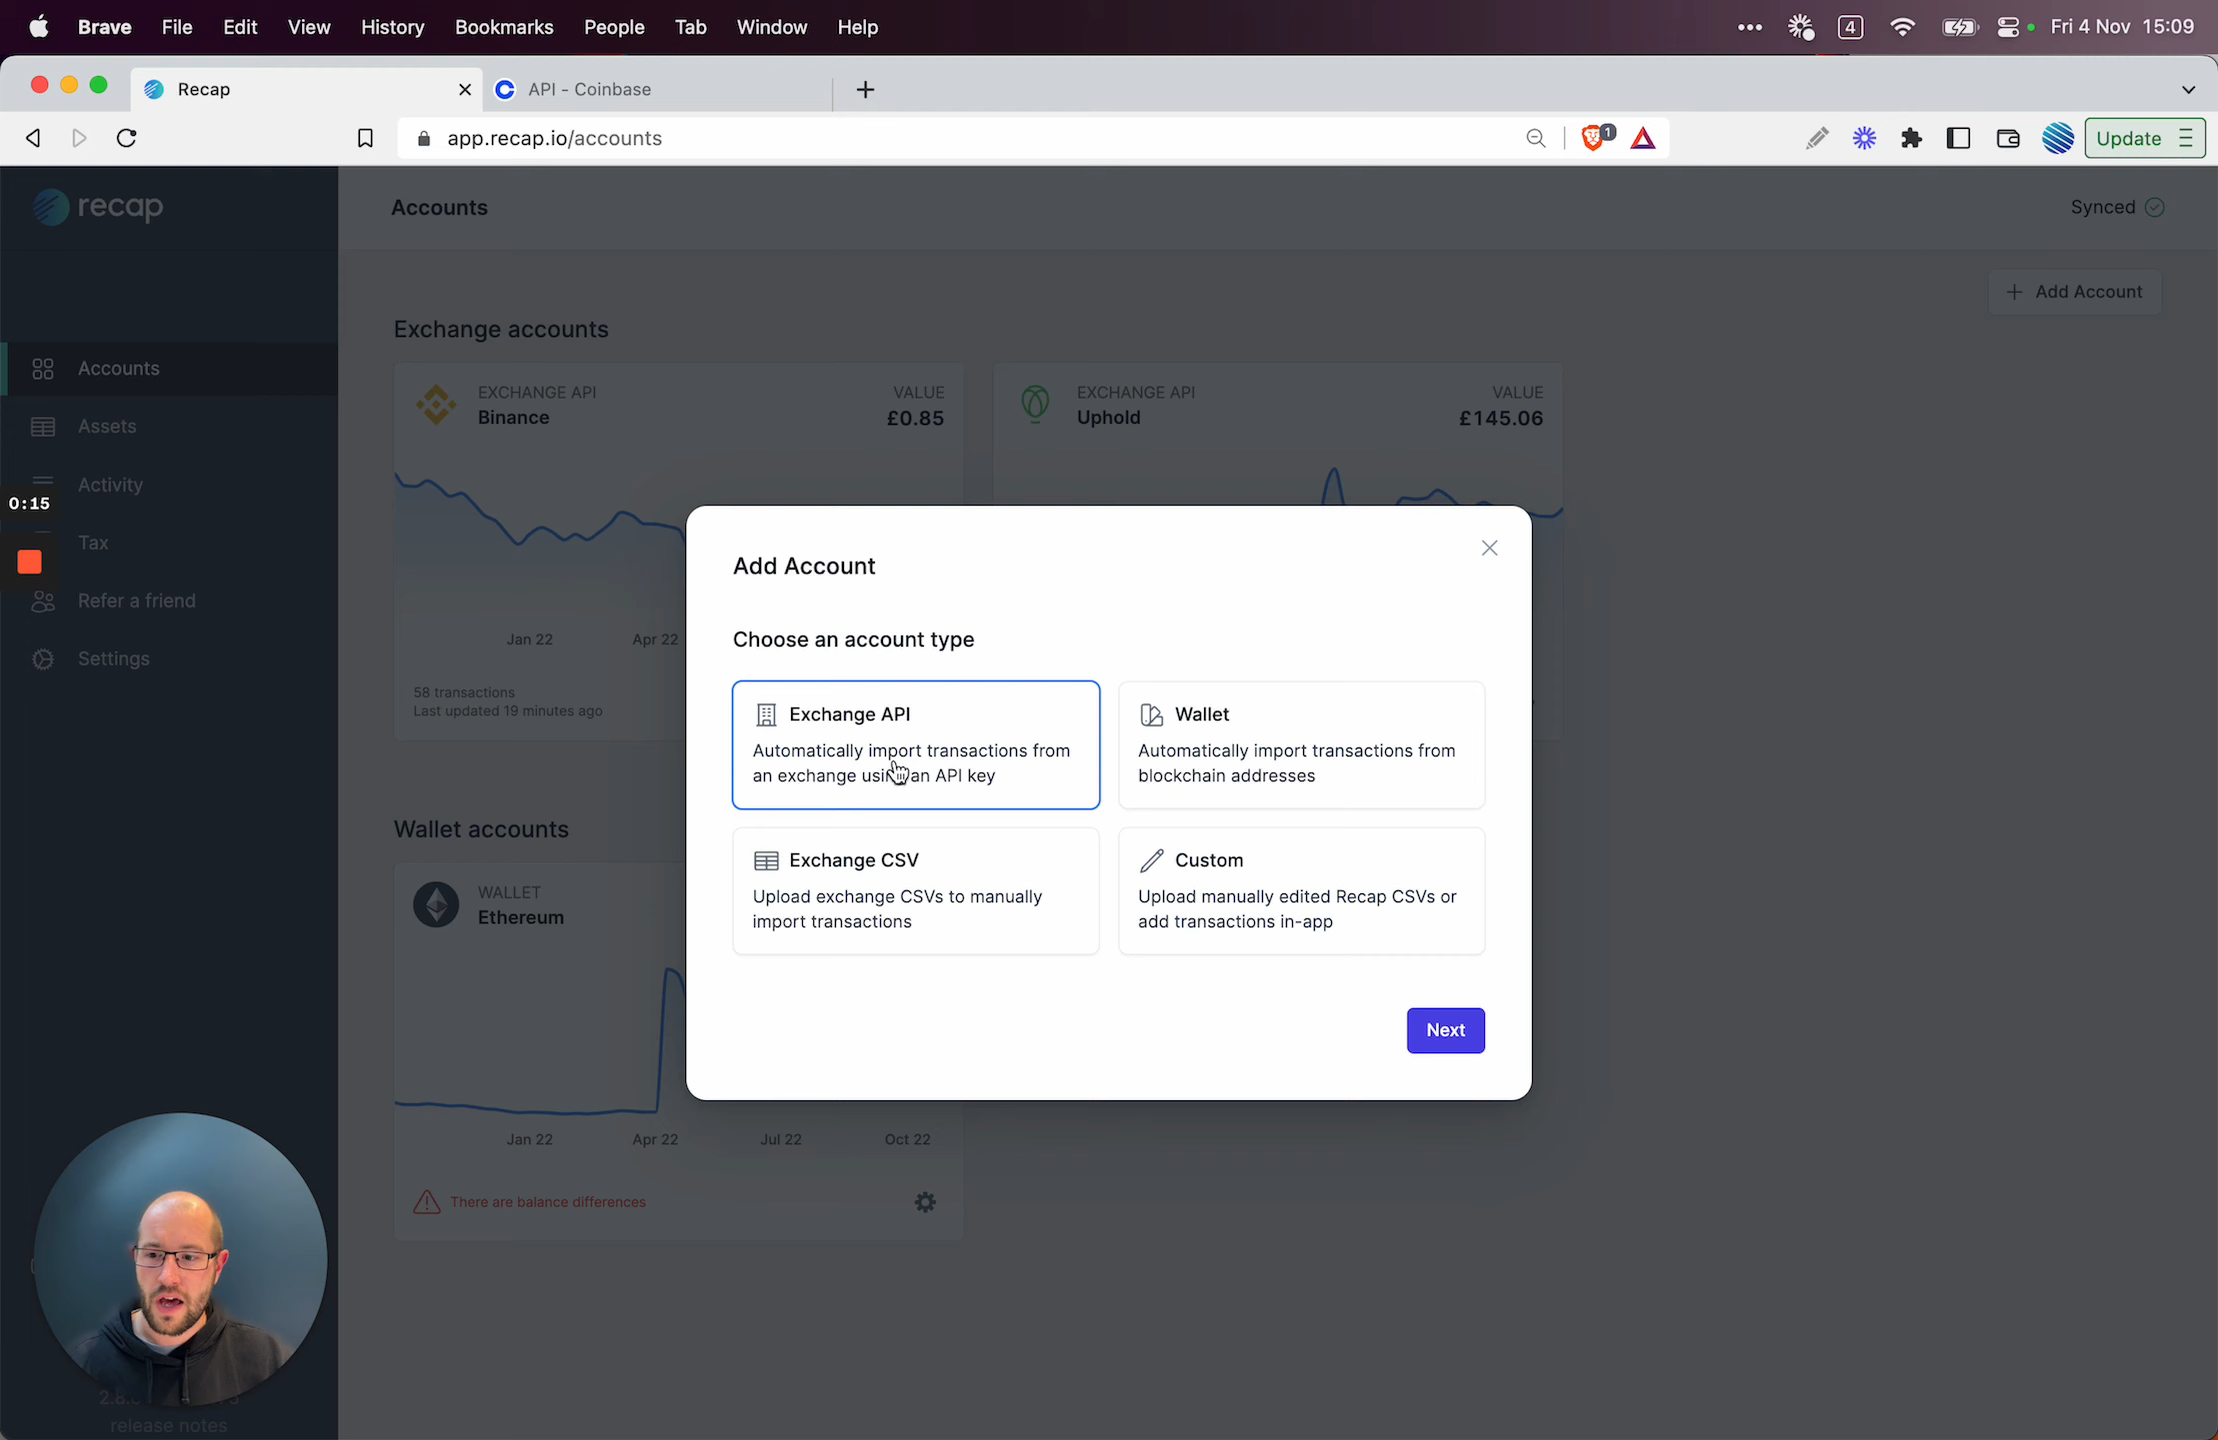 Brave File Edit View History Bookmarks People Tab Window Help
4 Fri 4 Nov 15:09
Recap
API - Coinbase
app.recap.io/accounts
1
Update
recap
Accounts
Synced
Add Account
Accounts
Assets
Activity
0:15
Tax
Refer a friend
Settings
Exchange accounts
EXCHANGE API VALUE
Binance £0.85
Jan 22 Apr 22
58 transactions
Last updated 19 minutes ago
EXCHANGE API VALUE
Uphold £145.06
Wallet accounts
WALLET
Ethereum
Jan 22 Apr 22 Jul 22 Oct 22
There are balance differences
Add Account
Choose an account type
Exchange API
Automatically import transactions from
an exchange using an API key
Wallet
Automatically import transactions from
blockchain addresses
Exchange CSV
Upload exchange CSVs to manually
import transactions
Custom
Upload manually edited Recap CSVs or
add transactions in-app
Next
release notes